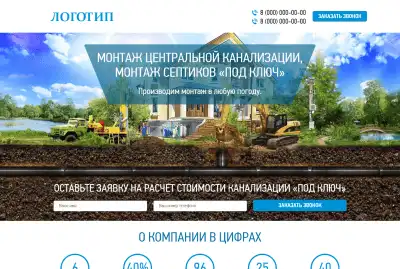 ЛОГОТИП
8 (000) 000-00-00
8 (000) 000-00-00
ЗАКАЗАТЬ ЗВОНОК
МОНТАЖ ЦЕНТРАЛЬНОЙ КАНАЛИЗАЦИИ,
МОНТАЖ СЕПТИКОВ «ПОД КЛЮЧ»
Производим монтаж в любую погоду.
ОСТАВЬТЕ ЗАЯВКУ НА РАСЧЕТ СТОИМОСТИ КАНАЛИЗАЦИИ «ПОД КЛЮЧ»
Ваше имя
Ваш номер телефона
ЗАКАЗАТЬ ЗВОНОК
О КОМПАНИИ В ЦИФРАХ
6 40% 96 25 40